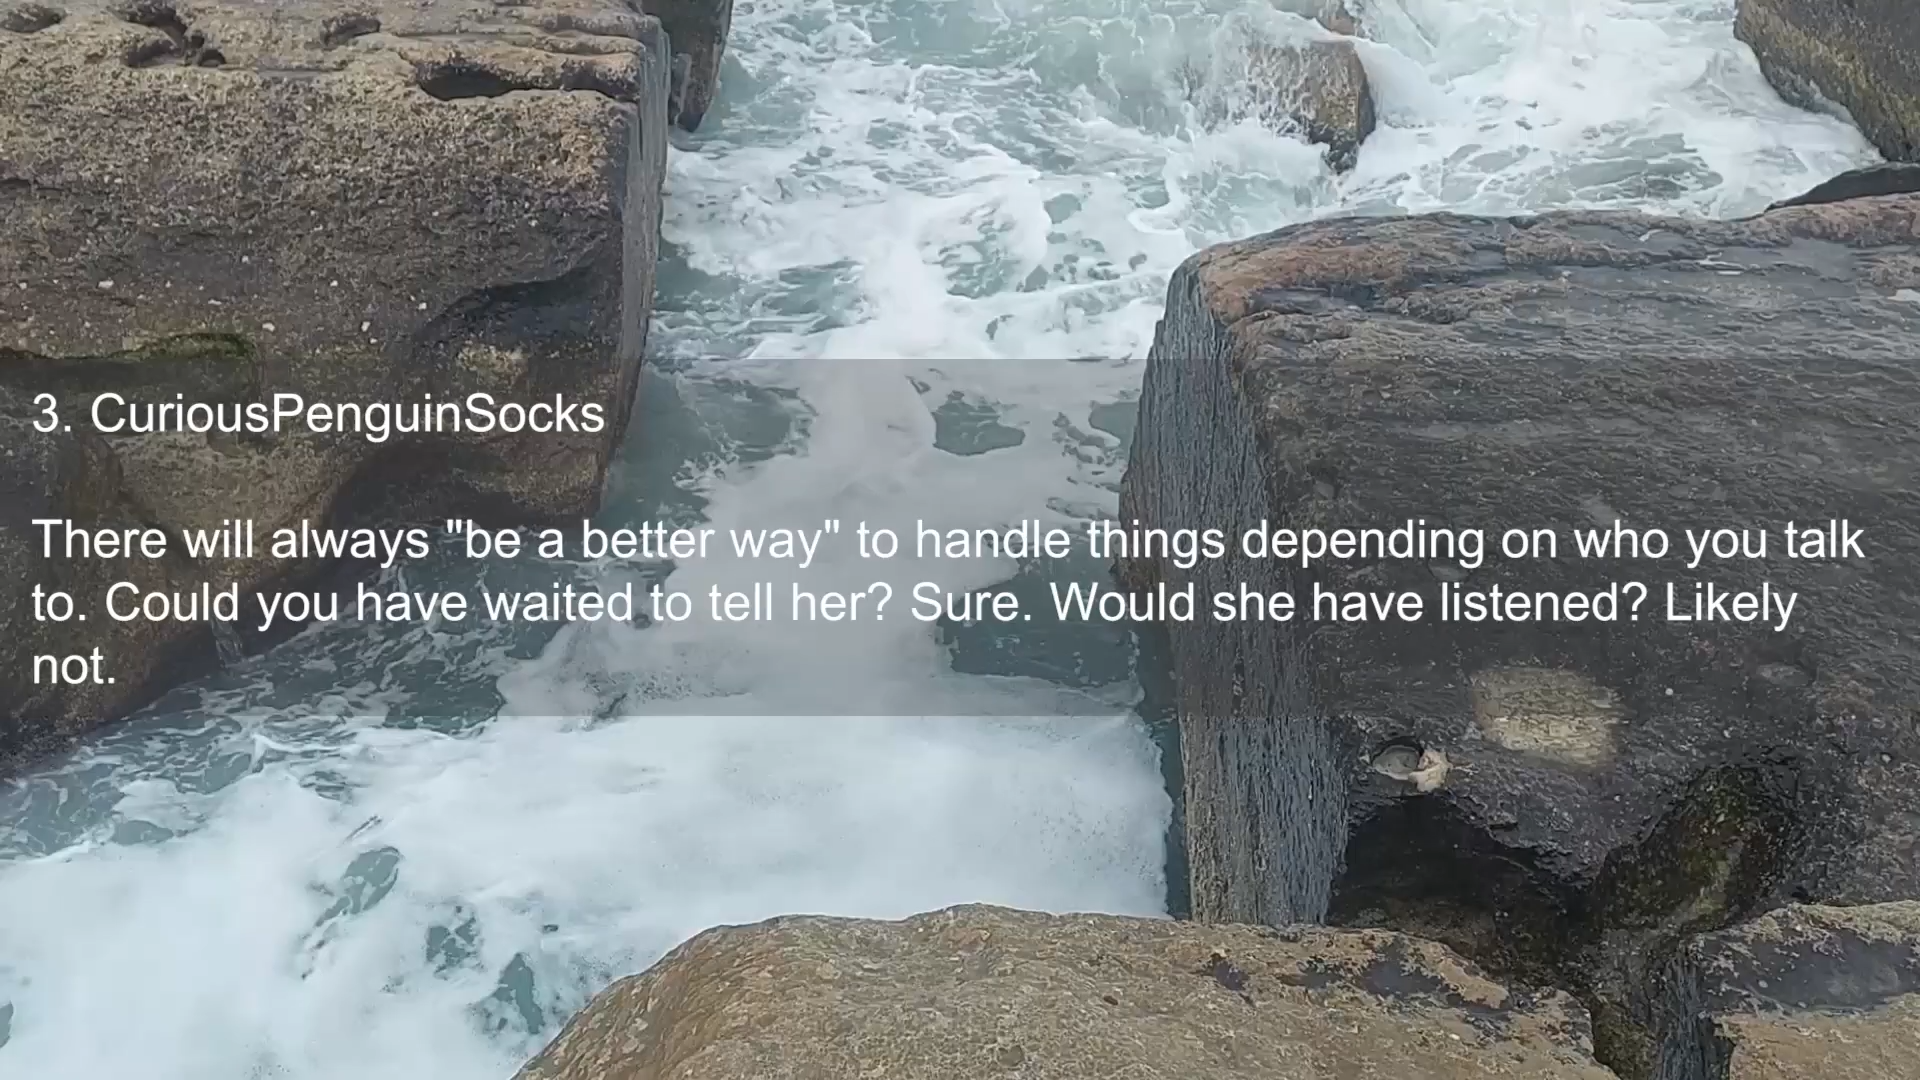 3. CuriousPenguinSocks
There will always "be a better way" to handle things depending on who you talk
to. Could you have waited to tell her? Sure. Would she have listened? Likely
not.